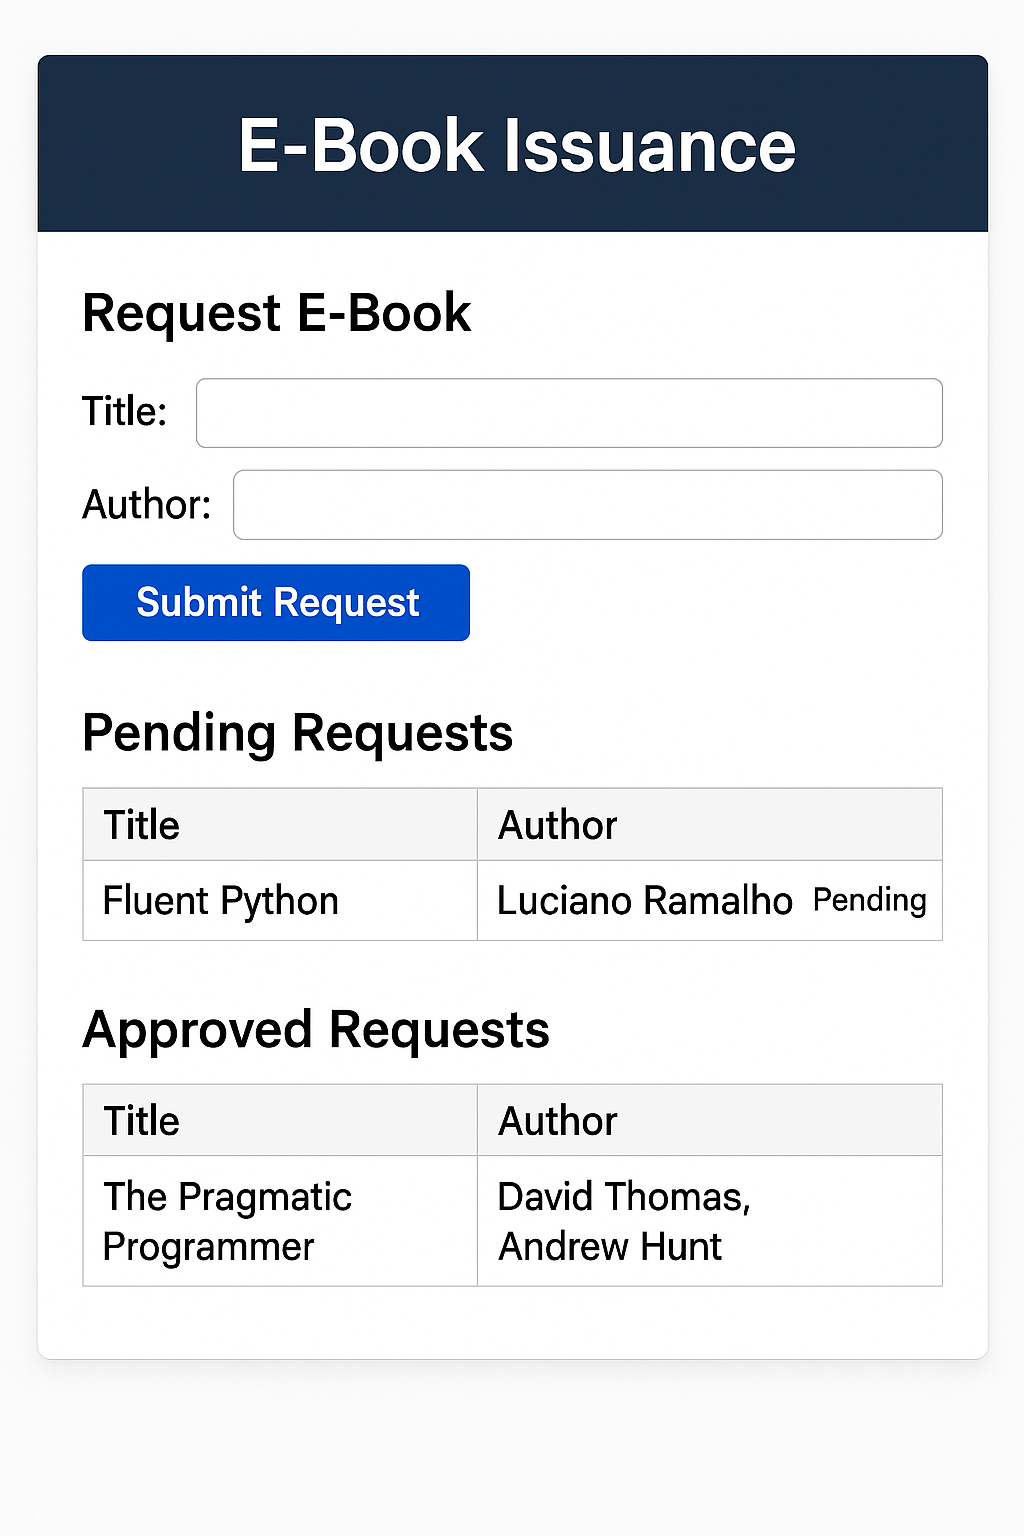 E-Book Issuance
Request E-Book
Title:
Author:
Submit Request
Pending Requests
Title Author
Fluent Python Luciano Ramalho Pending
Approved Requests
Title Author
The Pragmatic David Thomas,
Programmer Andrew Hunt